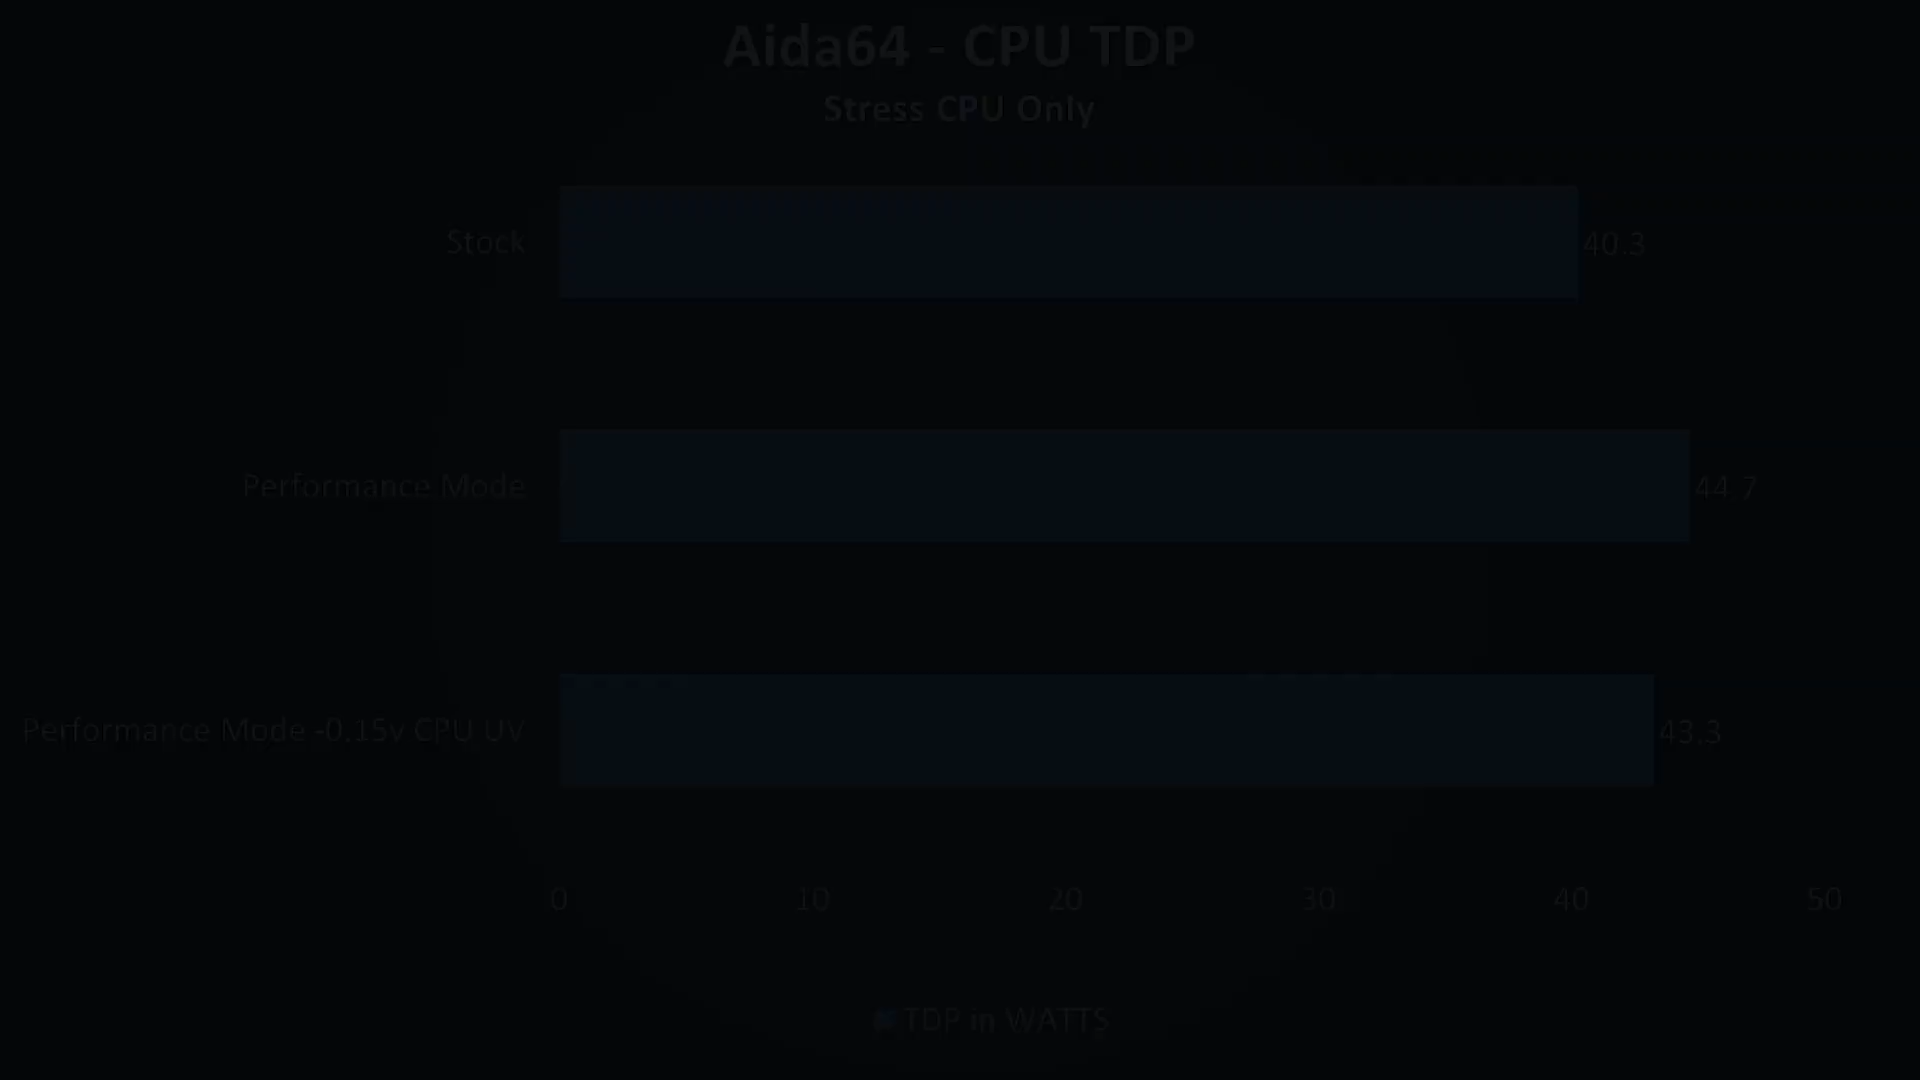 Aida64 - CPU TDP
Stress CPU Only
Stock
40.3
Performance Mode
44.7
Performance Mode -0.15v CPU UV
43.3
0 10 20 30 40 50
TDP in WATTS